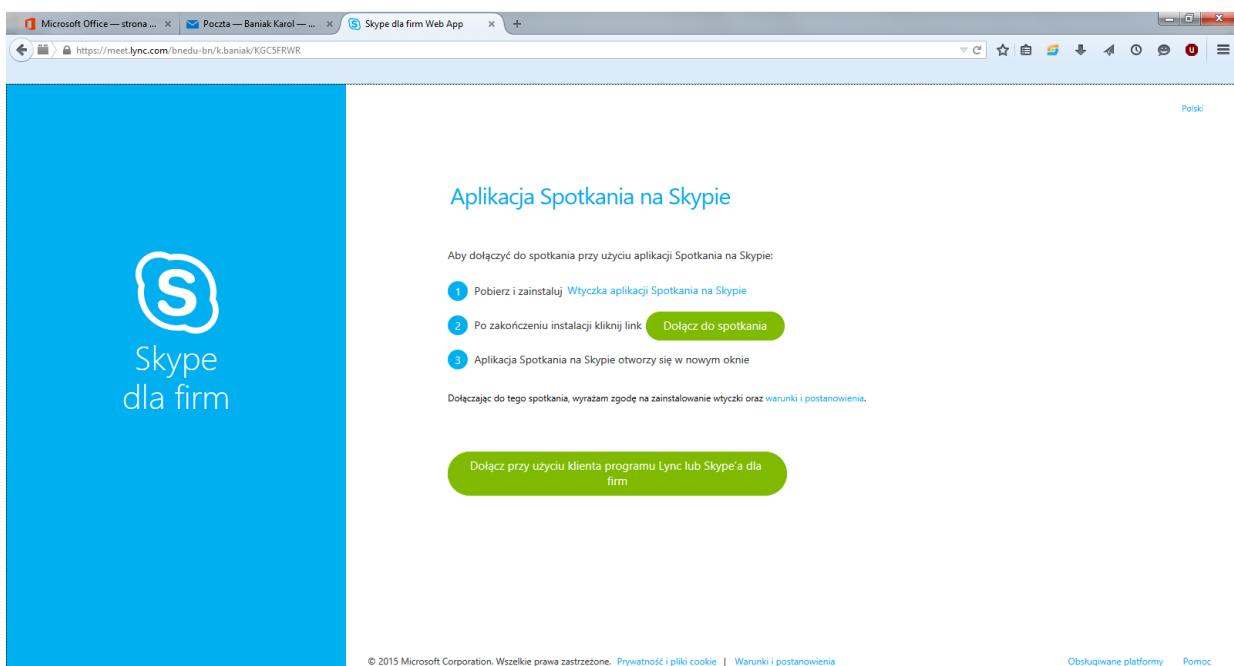 Microsoft Office — strona ...
Poczta — Baniak Karol — ...
Skype dla firm Web App
https://meet.lync.com/bnedu-bn/k.baniak/KGC5FRWR
Polski
Aplikacja Spotkania na Skypie
Aby dołączyć do spotkania przy użyciu aplikacji Spotkania na Skypie:
1 Pobierz i zainstaluj Wtyczka aplikacji Spotkania na Skypie
2 Po zakończeniu instalacji kliknij link Dołącz do spotkania
3 Aplikacja Spotkania na Skypie otworzy się w nowym oknie
Dołączając do tego spotkania, wyrażam zgodę na zainstalowanie wtyczki oraz warunki i postanowienia.
Dołącz przy użyciu klienta programu Lync lub Skype'a dla
firm
Skype
dla firm
© 2015 Microsoft Corporation. Wszelkie prawa zastrzeżone. Prywatność i pliki cookie | Warunki i postanowienia
Obsługiwane platformy Pomoc